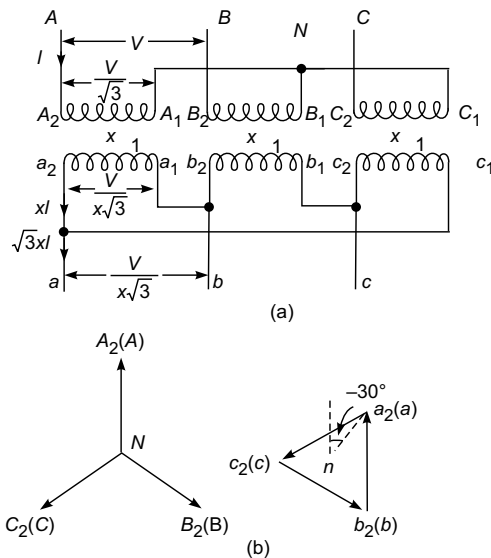 A B N C
V
I
V
√3
A2 A1 B2 B1 C2 C1
x 1 x 1 x 1
a2 a1 b2 b1 c2 c1
V
x√3
xI
√3xI
V
x√3
a b c
(a)
A2(A)
N
C2(C) B2(B)
–30°
a2(a)
c2(c) n
b2(b)
(b)